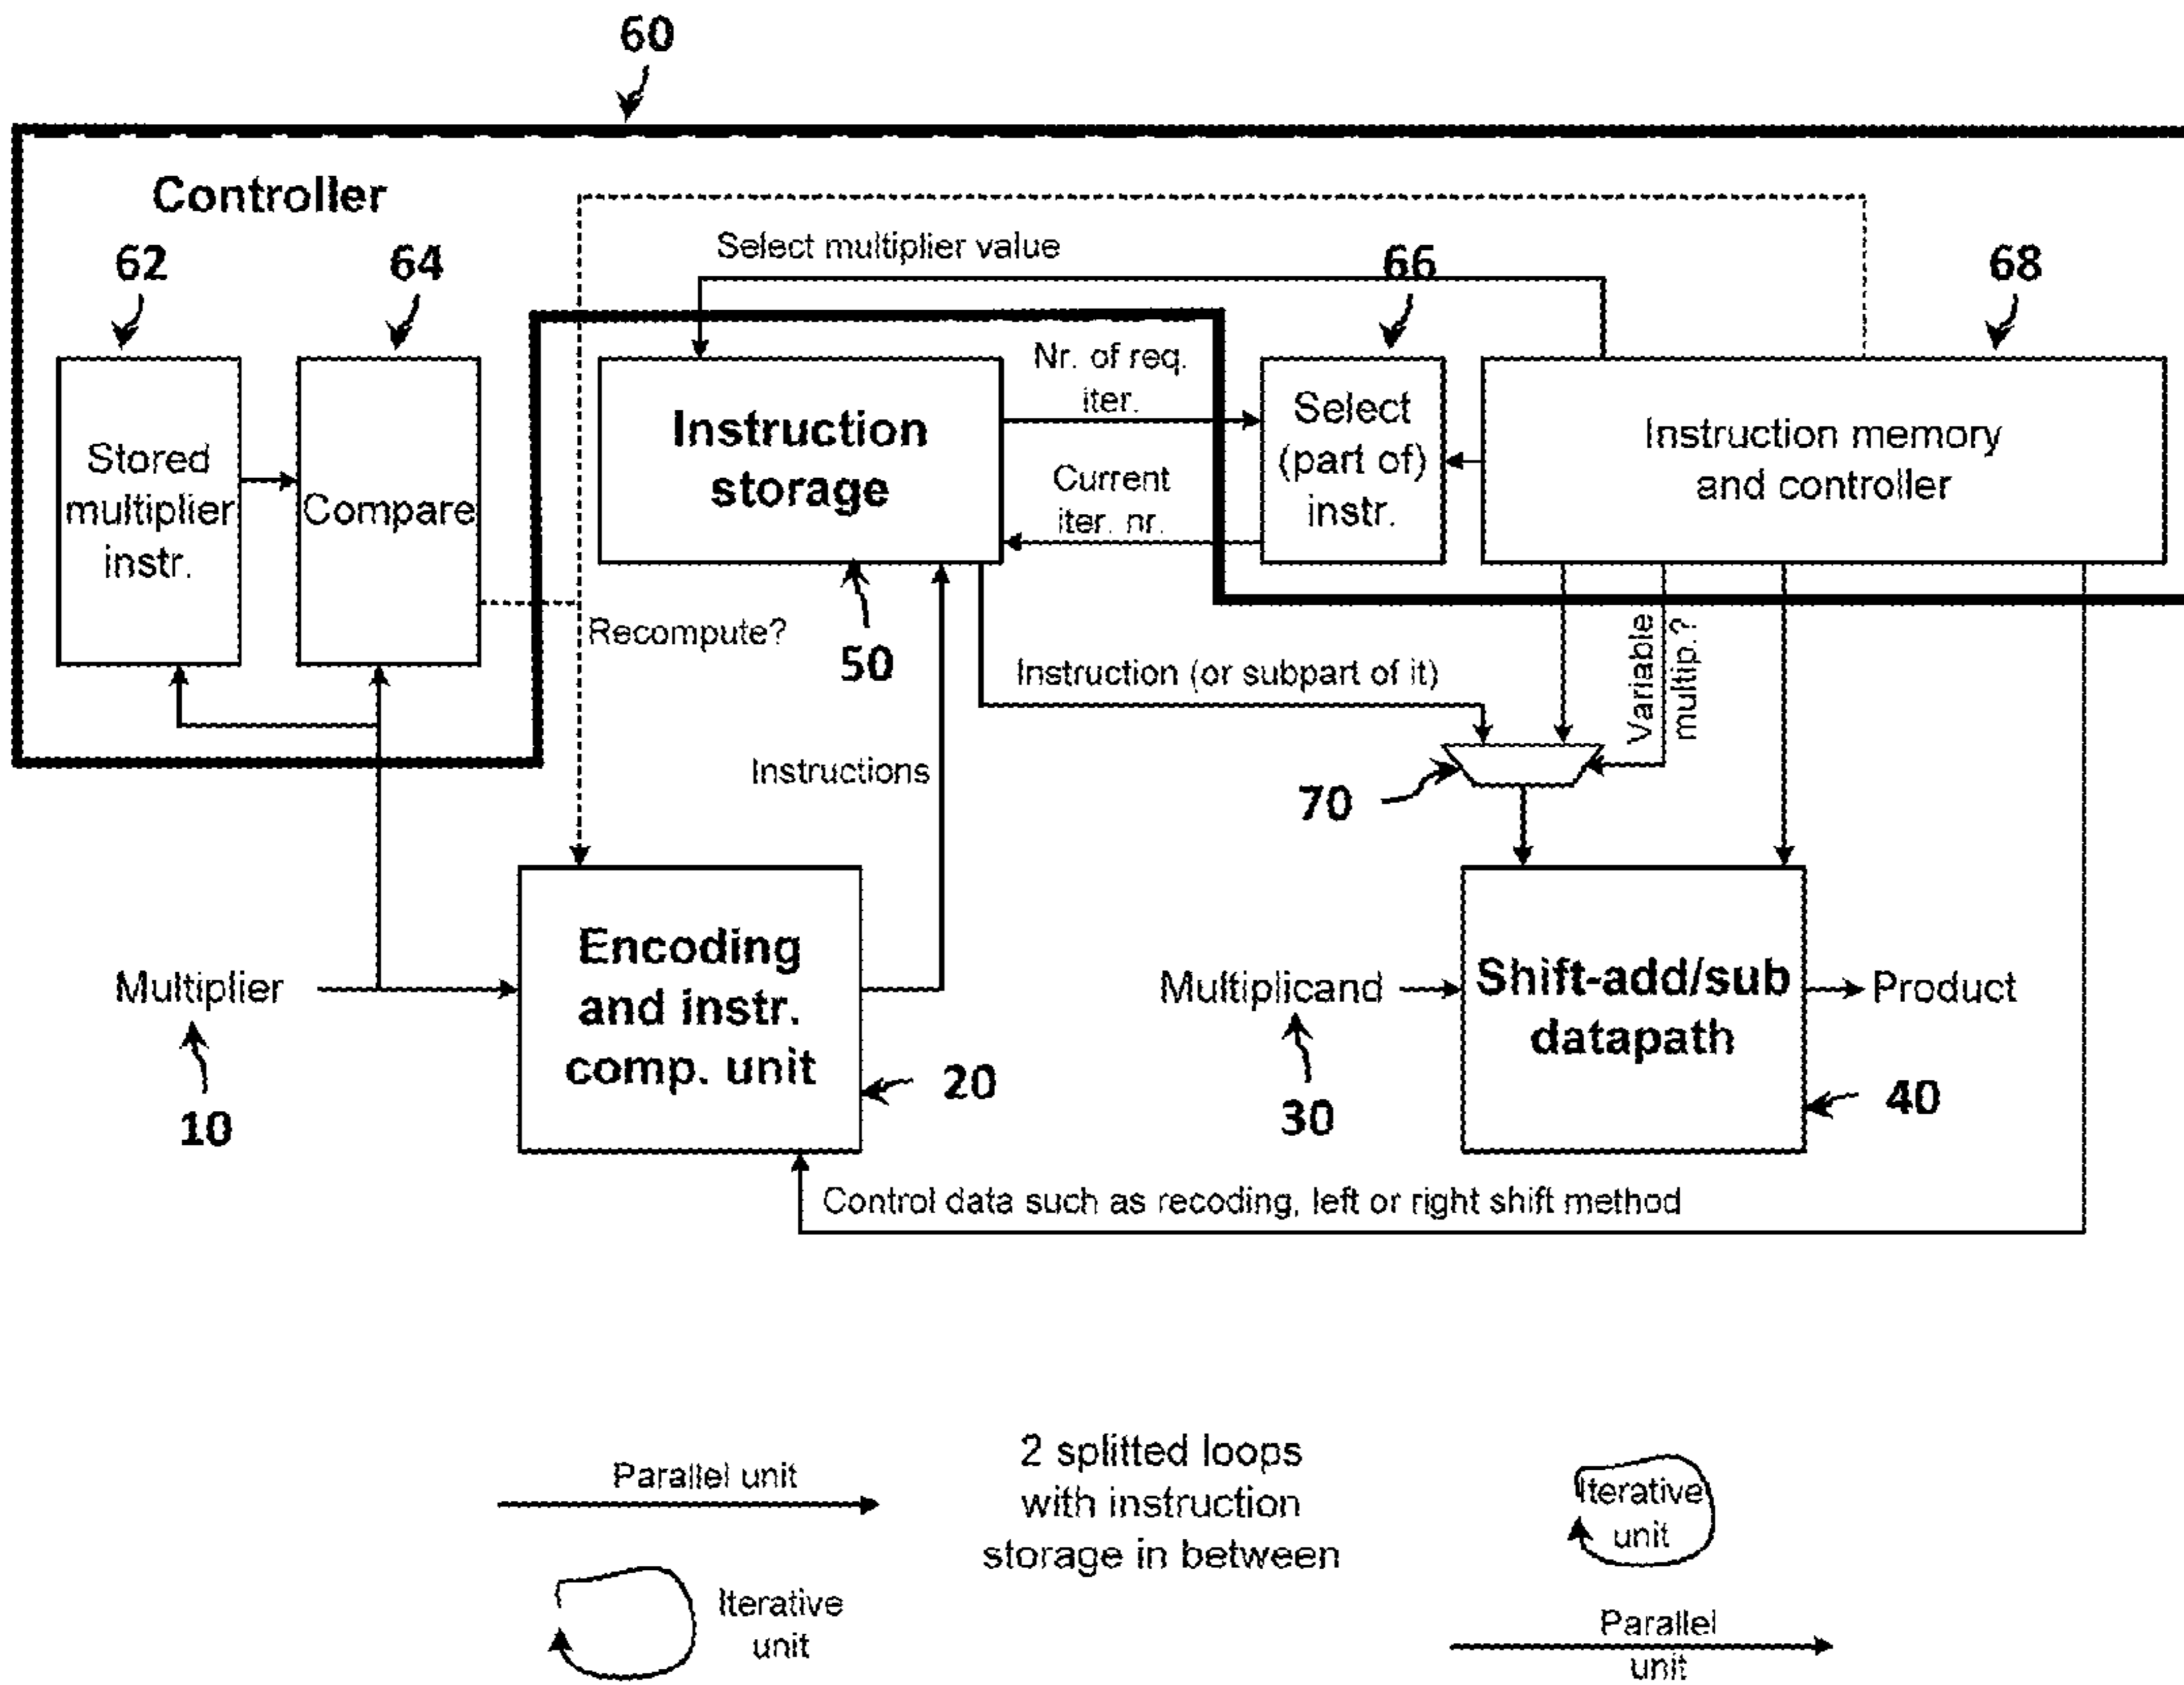 60
Controller
62
64
Select multiplier value
66
68
Stored
multiplier
instr.
Compare
Instruction
storage
Nr. of req.
iter.
Current
iter. nr.
Select
(part of)
instr.
Instruction memory
and controller
Recompute?
50
Instruction (or subpart of it)
Variable
multip.?
Instructions
70
Multiplier
10
Encoding
and instr.
comp. unit
20
Multiplicand
30
Shift-add/sub
datapath
Product
40
Control data such as recoding, left or right shift method
Parallel unit
Iterative
unit
2 splitted loops
with instruction
storage in between
Iterative
unit
Parallel
unit